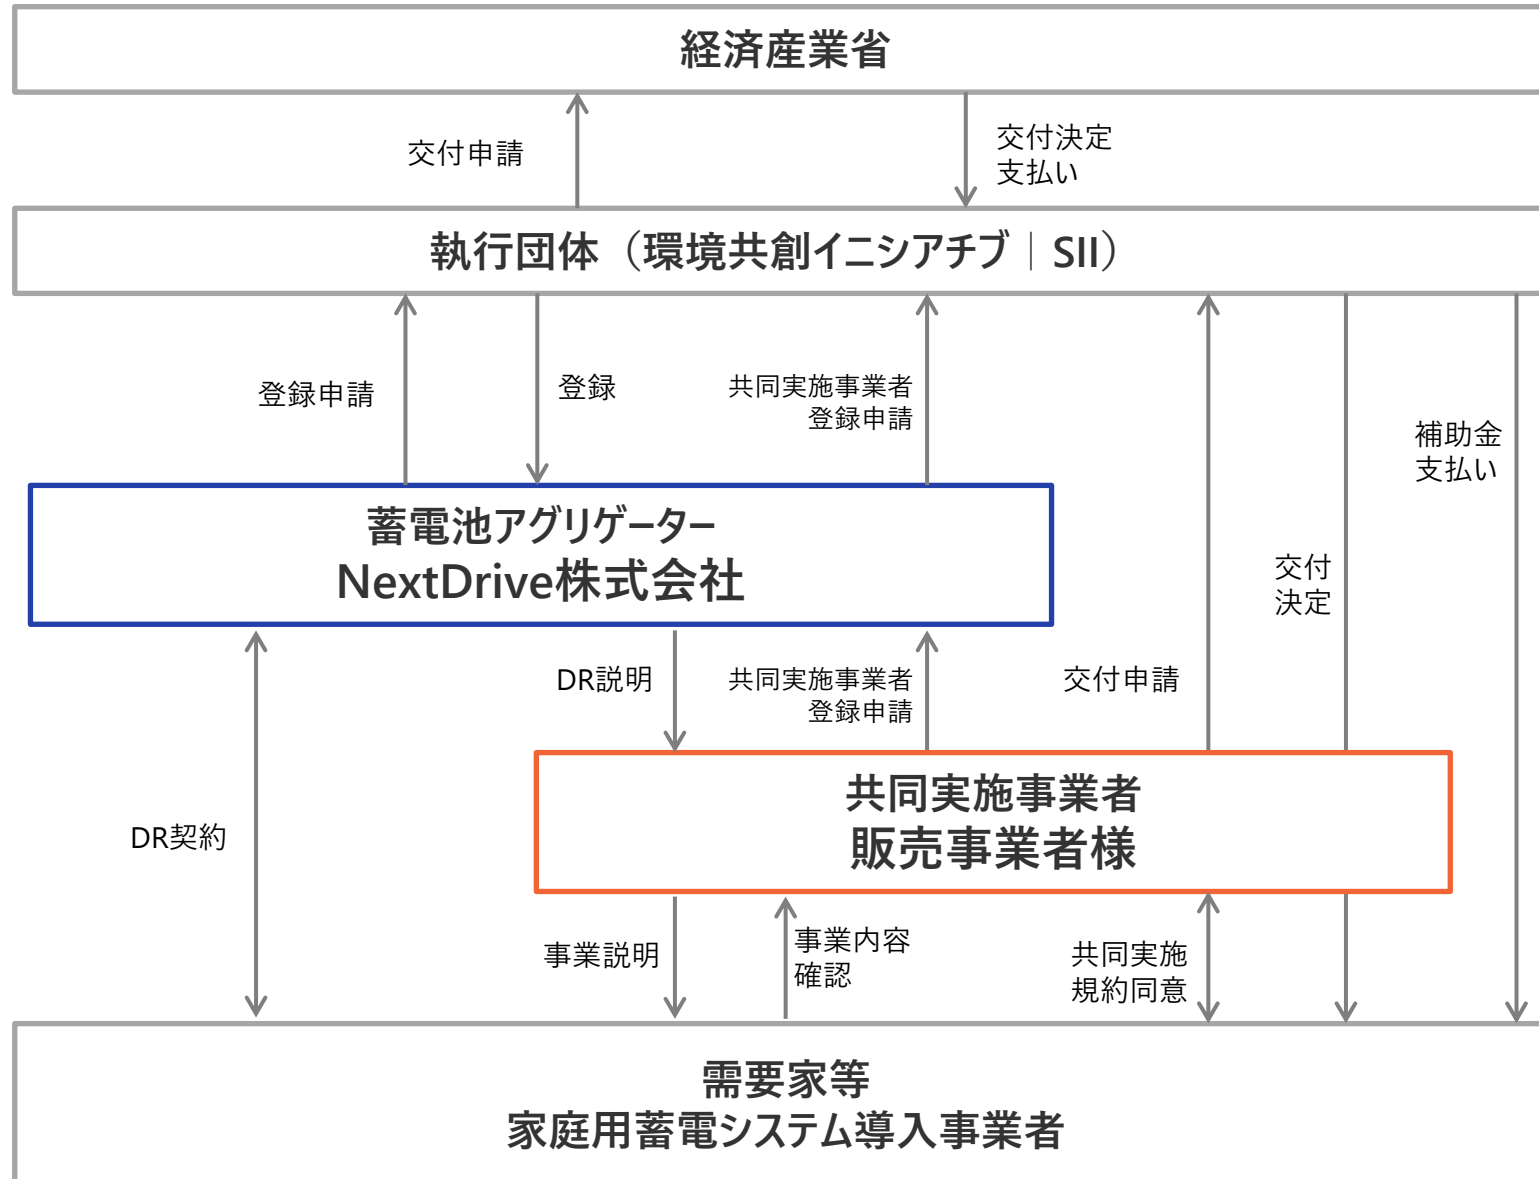 経済産業省
交付申請
交付決定
支払い
執行団体（環境共創イニシアチブ｜SII）
登録申請
登録
共同実施事業者
登録申請
補助金
支払い
蓄電池アグリゲーター
NextDrive株式会社
交付
決定
DR説明
共同実施事業者
登録申請
交付申請
共同実施事業者
販売事業者様
DR契約
事業説明
事業内容
確認
共同実施
規約同意
需要家等
家庭用蓄電システム導入事業者